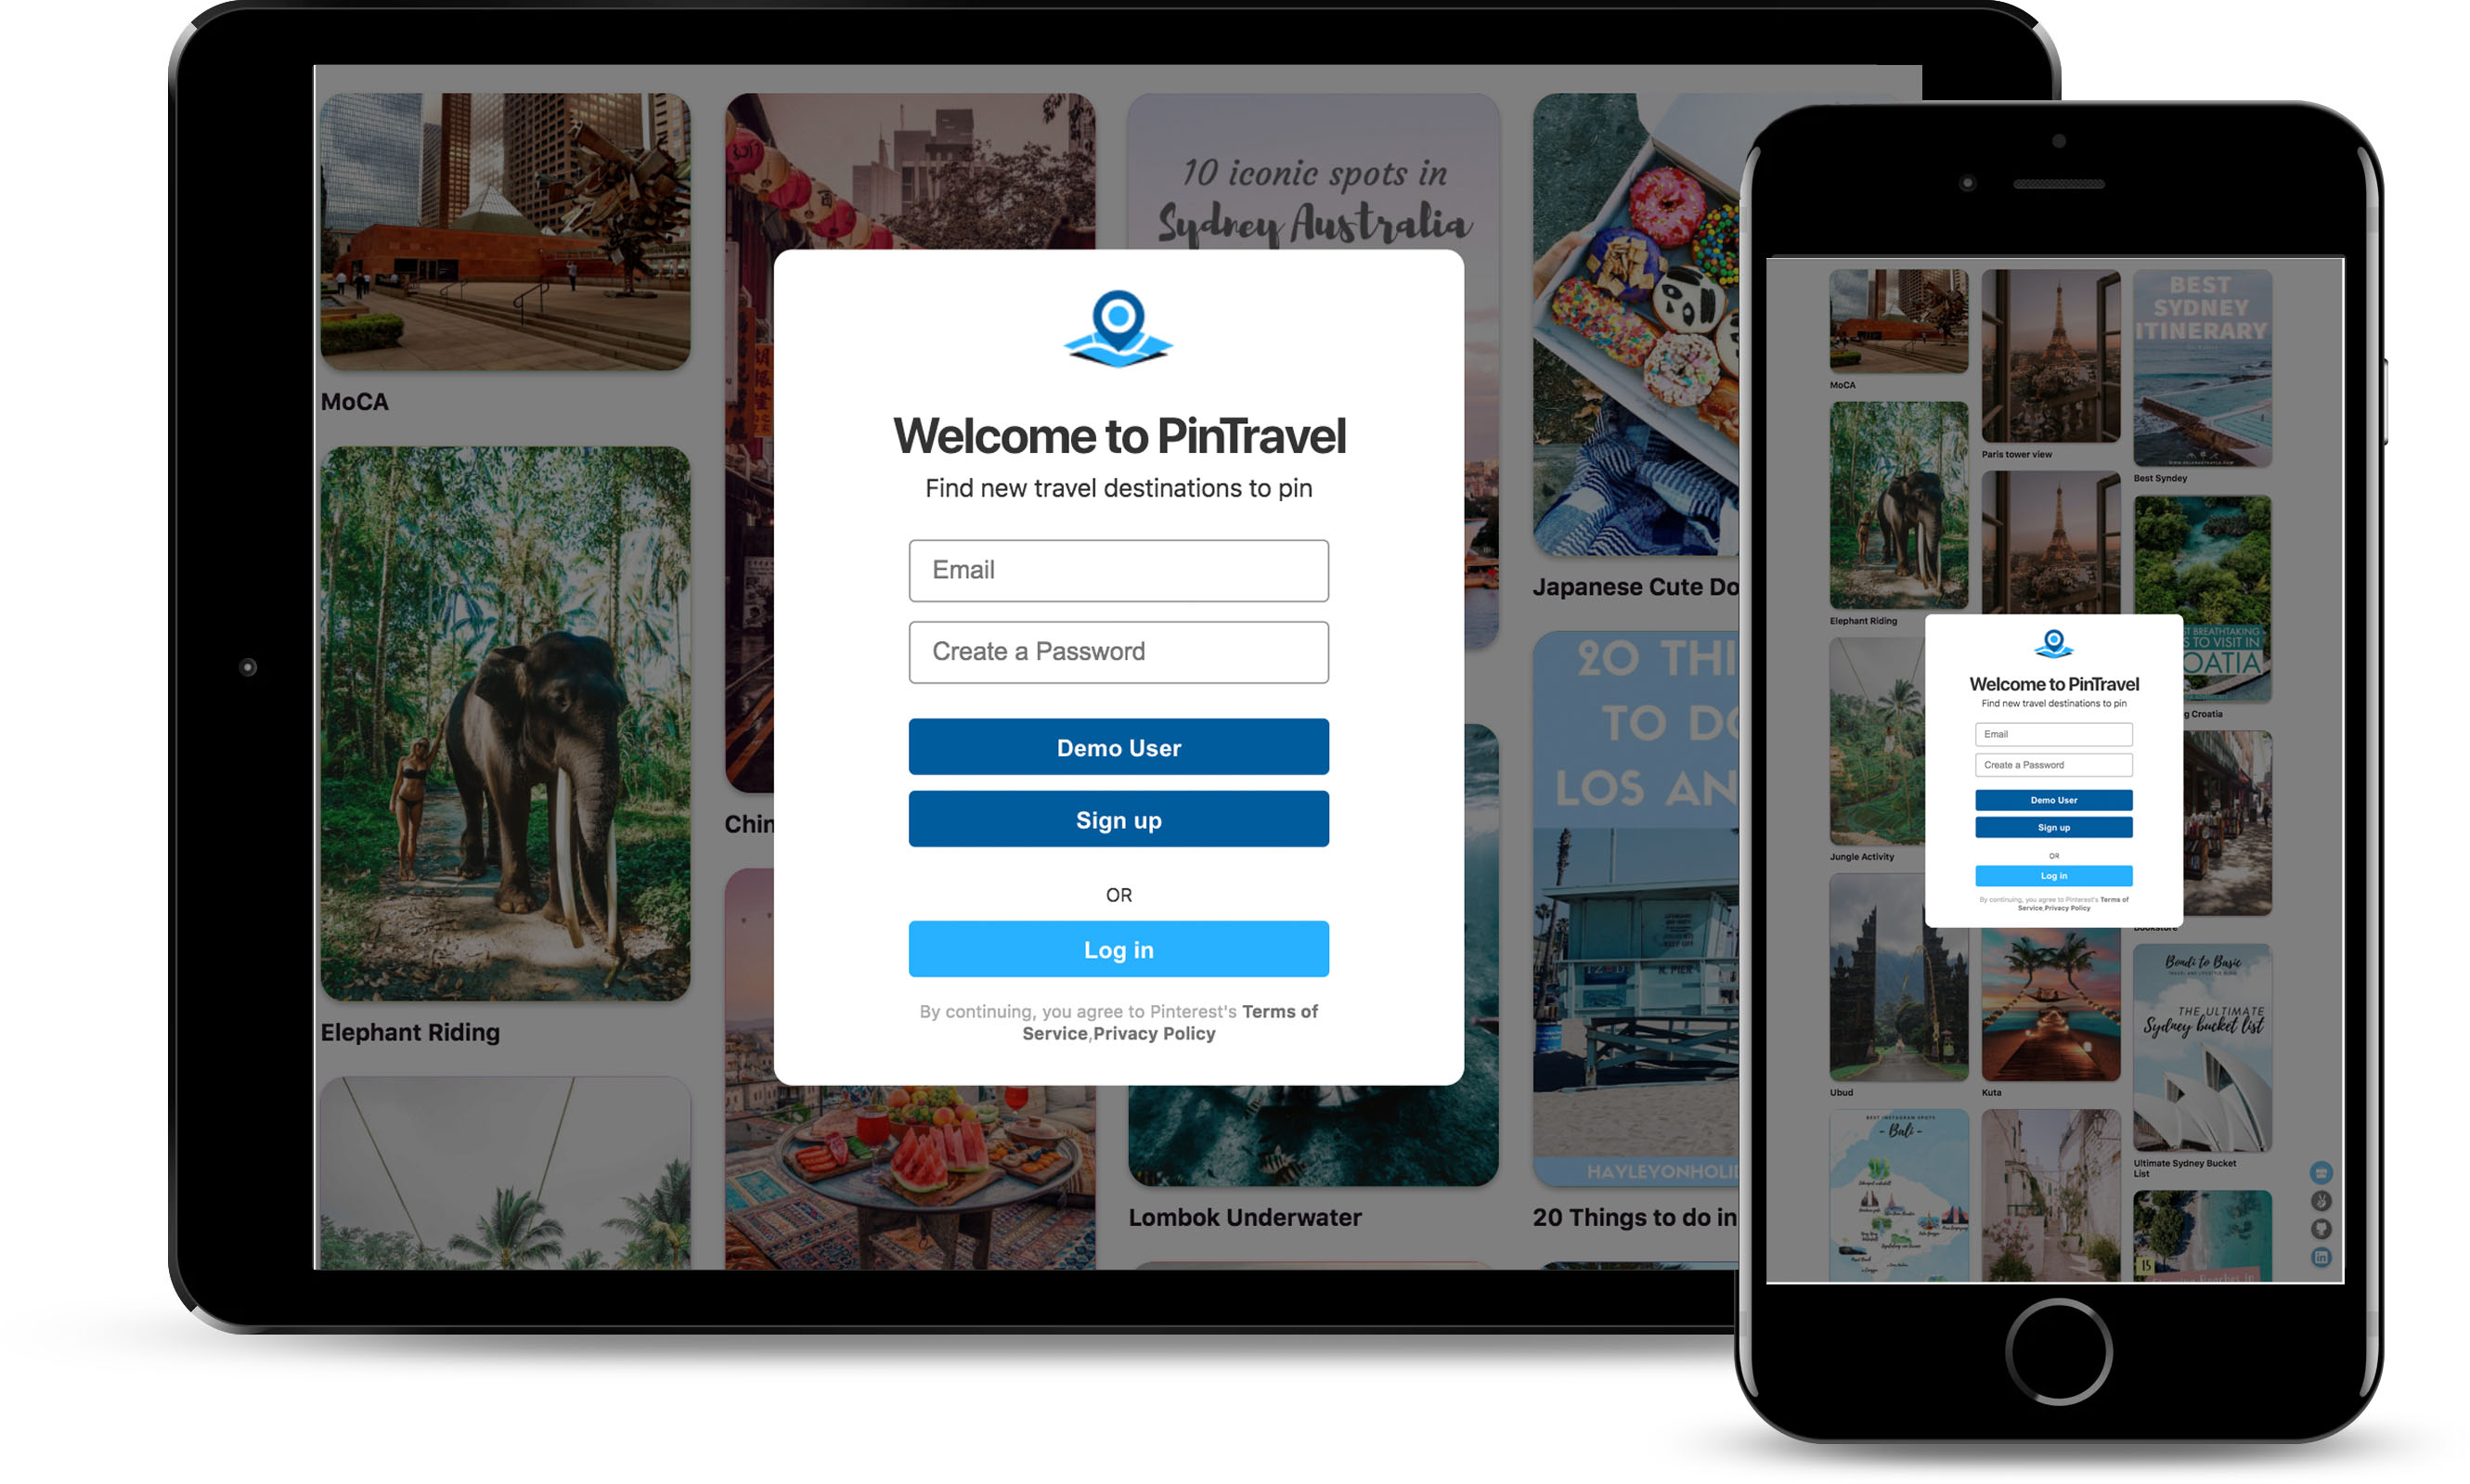 10 iconic spots in
Sydney Australia
MoCA
Welcome to PinTravel
Find new travel destinations to pin
Email
Create a Password
Demo User
Sign up
OR
Log in
By continuing, you agree to Pinterest's Terms of
Service,Privacy Policy
Elephant Riding
Chin
Lombok Underwater
Japanese Cute Do
20 THI
TO DO
LOS AN
HAYLEYONHOLI
20 Things to do in
MoCA
Elephant Riding
Jungle Activity
Ubud
BEST INSTAGRAM SPOTS
- Bali -
Paris tower view
Kuta
BEST
SYDNEY
ITINERARY
Best Syndey
ST BREATHTAKING
S TO VISIT IN
OATIA
g Croatia
Bookstore
Bondi to Basic
THE ULTIMATE
Sydney bucket list
Ultimate Sydney Bucket
List
15
Welcome to PinTravel
Find new travel destinations to pin
Email
Create a Password
Demo User
Sign up
OR
Log in
By continuing, you agree to Pinterest's Terms of
Service,Privacy Policy
in